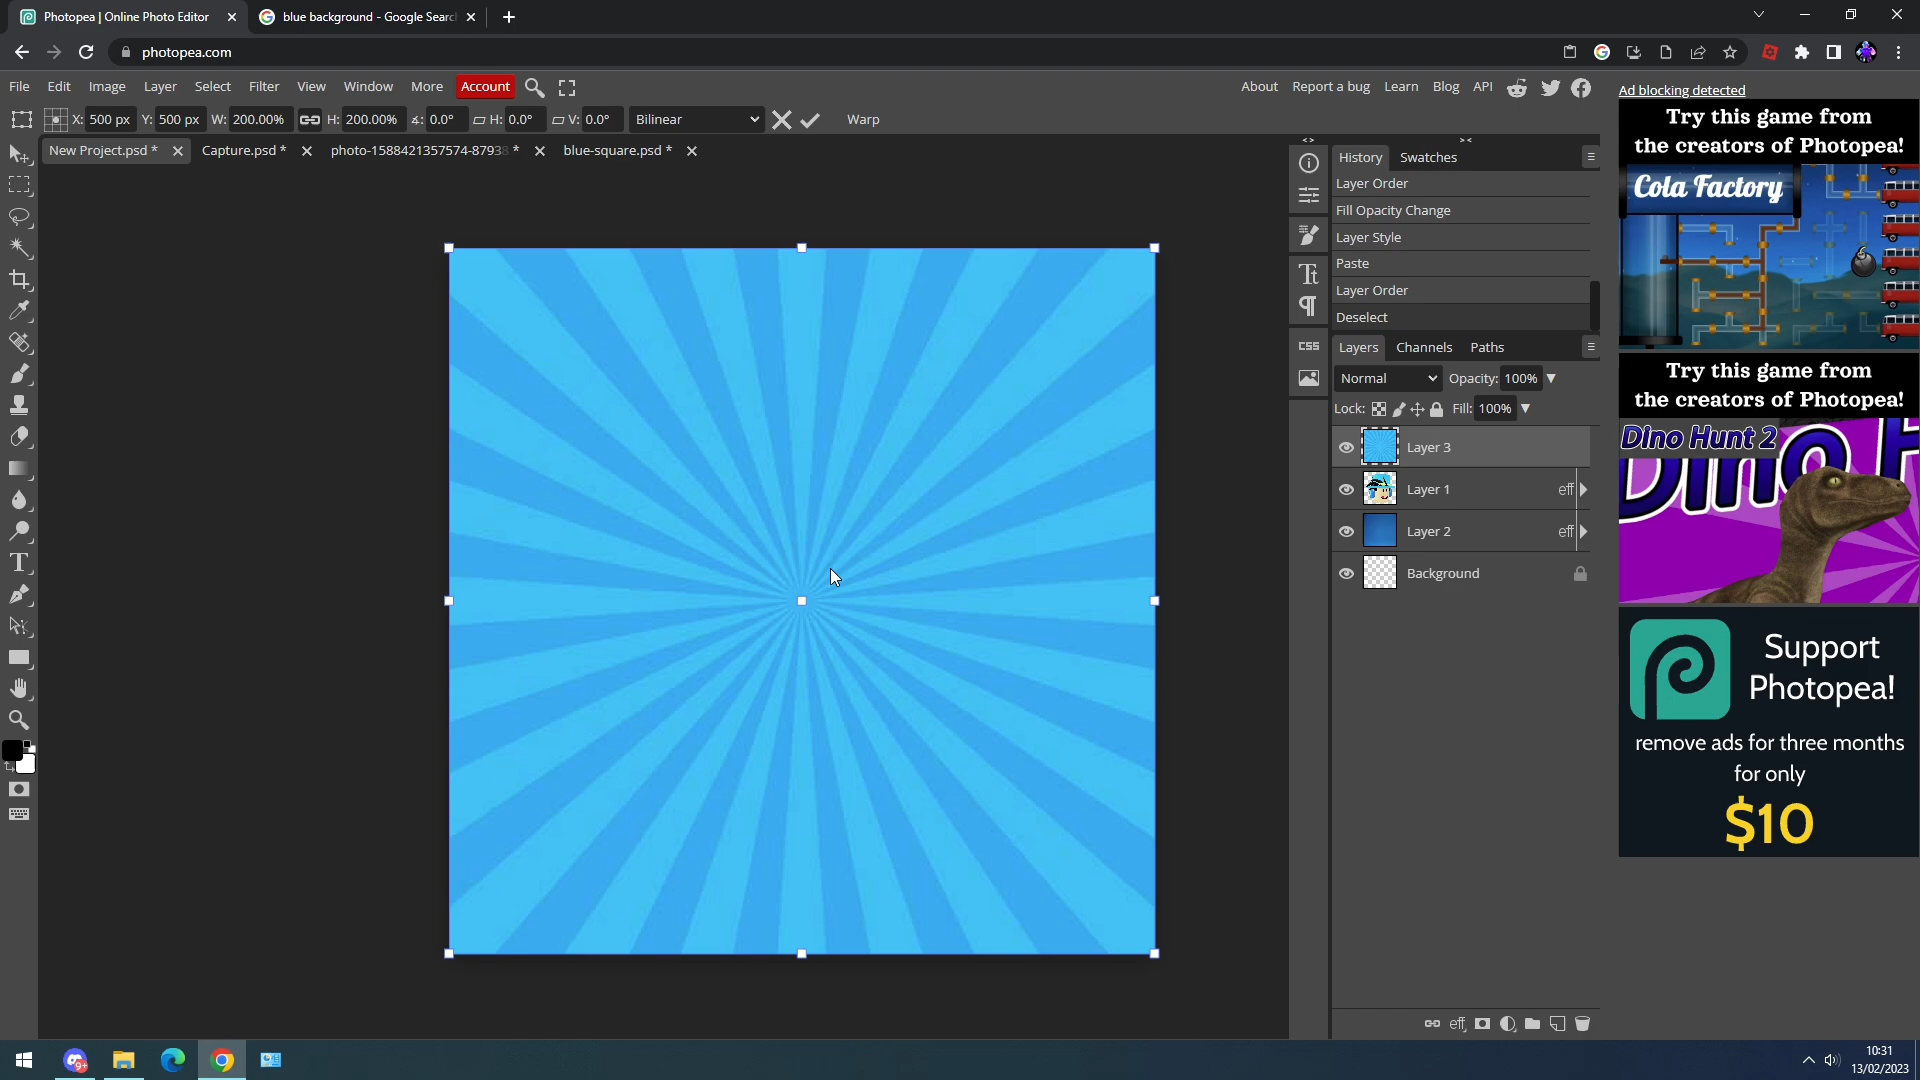 Photopea | Online Photo Editor
blue background - Google Searc
photopea.com
File Edit Image Layer Select Filter View Window More Account
About Report a bug Learn Blog API
X: 500 px Y: 500 px W: 200.00% H: 200.00% 0.0° H: 0.0° V: 0.0° Bilinear Warp
New Project.psd * Capture.psd * photo-1588421357574-87938 * blue-square.psd *
History Swatches
Layer Order
Fill Opacity Change
Layer Style
Paste
Layer Order
Deselect
CSS
Layers Channels Paths
Normal Opacity: 100%
Lock: Fill: 100%
Layer 3
Layer 1 eff
Layer 2 eff
Background
eff
Ad blocking detected
Try this game from
the creators of Photopea!
Cola Factory
Try this game from
the creators of Photopea!
Dino Hunt 2
Support
Photopea!
remove ads for three months
for only
$10
9+
10:31
13/02/2023